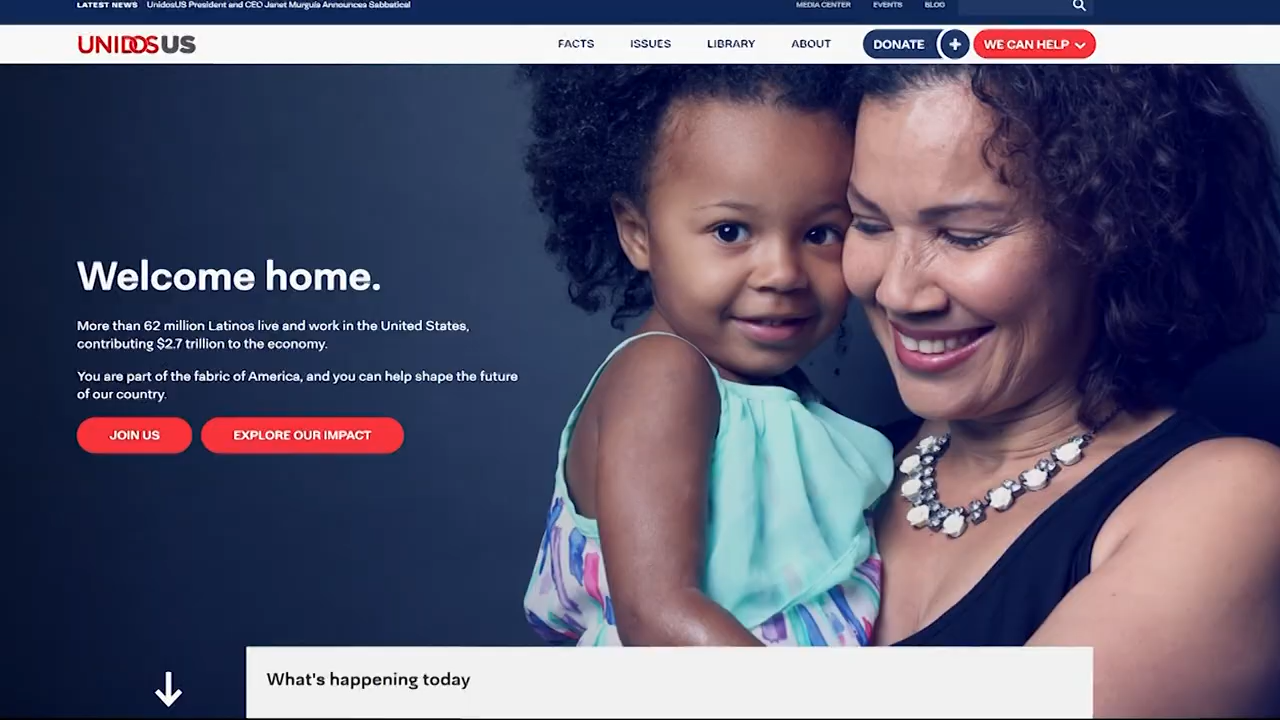 LATEST NEWS UnidosUS President and CEO Janet Murguía Announces Sabbatical
MEDIA CENTER EVENTS BLOG
UNIDOSUS
FACTS ISSUES LIBRARY ABOUT DONATE + WE CAN HELP
Welcome home.
More than 62 million Latinos live and work in the United States,
contributing $2.7 trillion to the economy.
You are part of the fabric of America, and you can help shape the future
of our country.
JOIN US EXPLORE OUR IMPACT
What's happening today